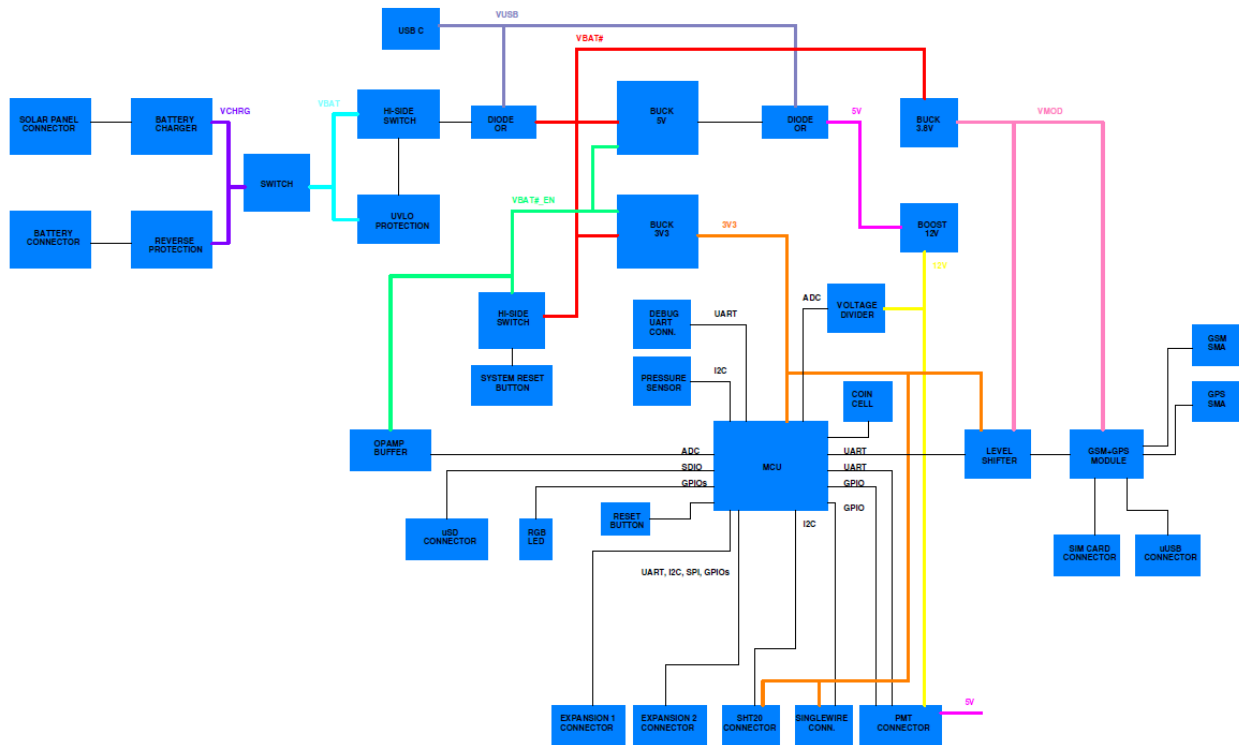 USB C
VUSB
VBAT#
SOLAR PANEL
CONNECTOR
BATTERY
CHARGER
VCHRG
VBAT
HI-SIDE
SWITCH
DIODE
OR
BUCK
5V
DIODE
OR
5V
BUCK
3.8V
VMOD
SWITCH
BATTERY
CONNECTOR
REVERSE
PROTECTION
UVLO
PROTECTION
VBAT#_EN
BUCK
3V3
3V3
BOOST
12V
12V
HI-SIDE
SWITCH
SYSTEM RESET
BUTTON
DEBUG
UART
CONN.
UART
ADC
VOLTAGE
DIVIDER
PRESSURE
SENSOR
I2C
COIN
CELL
GSM
SMA
GPS
SMA
OPAMP
BUFFER
ADC
SDIO
GPIOs
MCU
UART
UART
GPIO
GPIO
LEVEL
SHIFTER
GSM+GPS
MODULE
uSD
CONNECTOR
RGB
LED
RESET
BUTTON
I2C
SIM CARD
CONNECTOR
uUSB
CONNECTOR
UART, I2C, SPI, GPIOs
EXPANSION 1
CONNECTOR
EXPANSION 2
CONNECTOR
SHT20
CONNECTOR
SINGLEWIRE
CONN.
PMT
CONNECTOR
5V